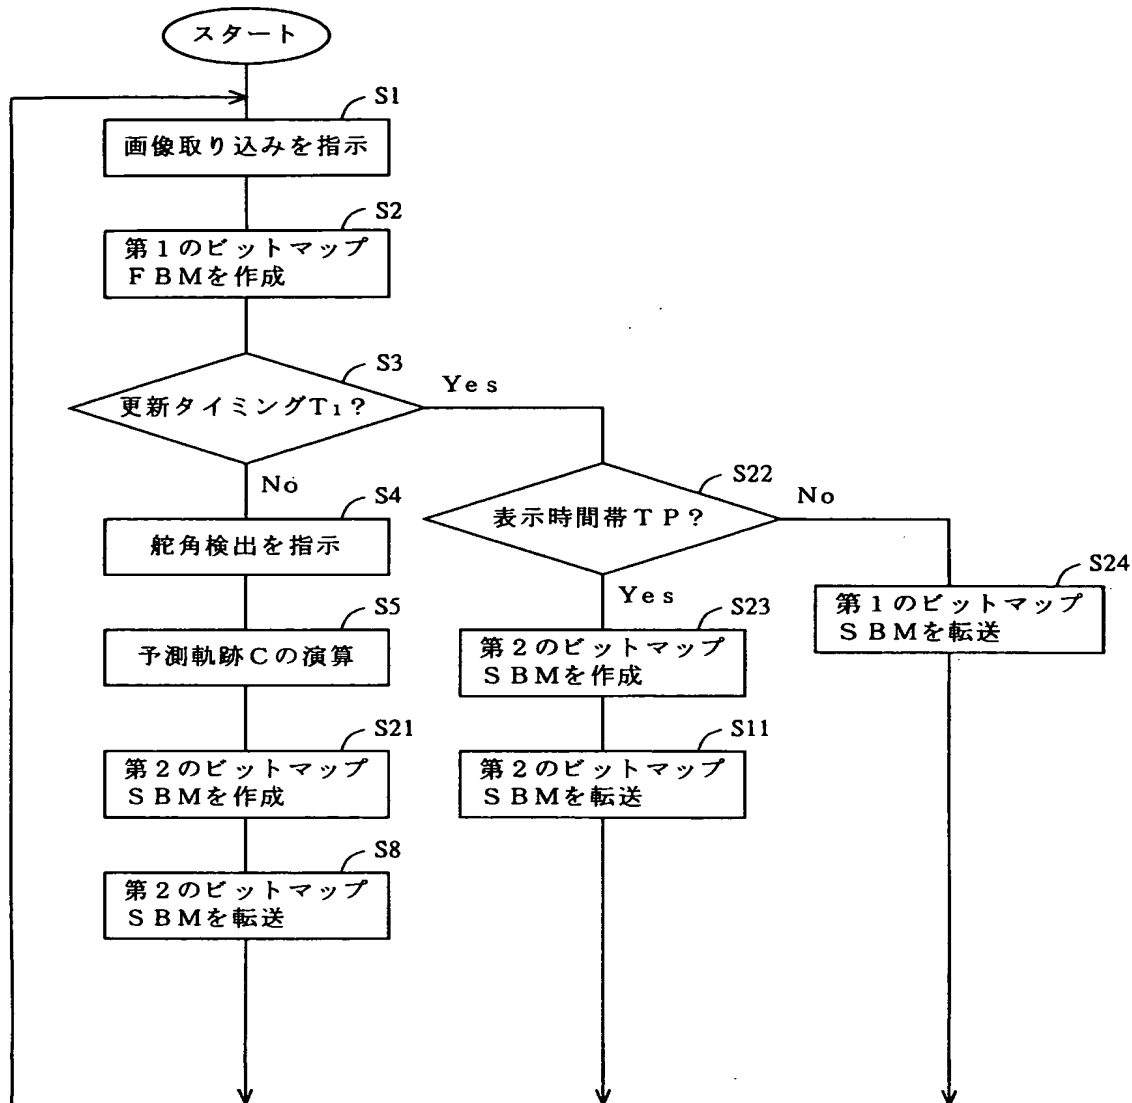 スタート
S1
画像取り込みを指示
S2
第1のビットマップ
FBMを作成
S3
更新タイミングT₁?
Yes
No
S4
舵角検出を指示
S5
予測軌跡Cの演算
S21
第2のビットマップ
SBMを作成
S8
第2のビットマップ
SBMを転送
S22
表示時間帯TP?
No
Yes
S23
第2のビットマップ
SBMを作成
S11
第2のビットマップ
SBMを転送
S24
第1のビットマップ
SBMを転送